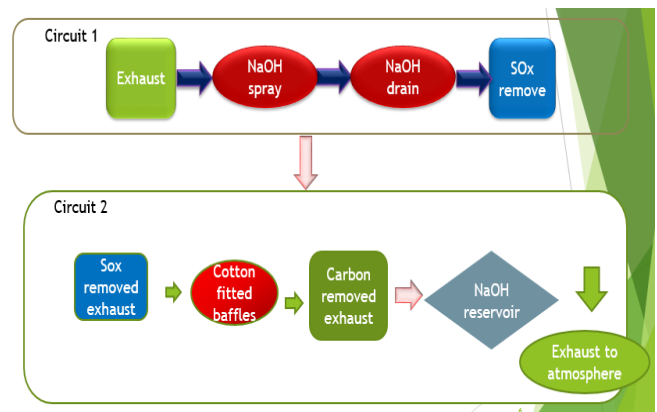 Circuit 1
Exhaust
NaOH
spray
NaOH
drain
SOx
remove
Circuit 2
Sox
removed
exhaust
Cotton
fitted
baffles
Carbon
removed
exhaust
NaOH
reservoir
Exhaust to
atmosphere